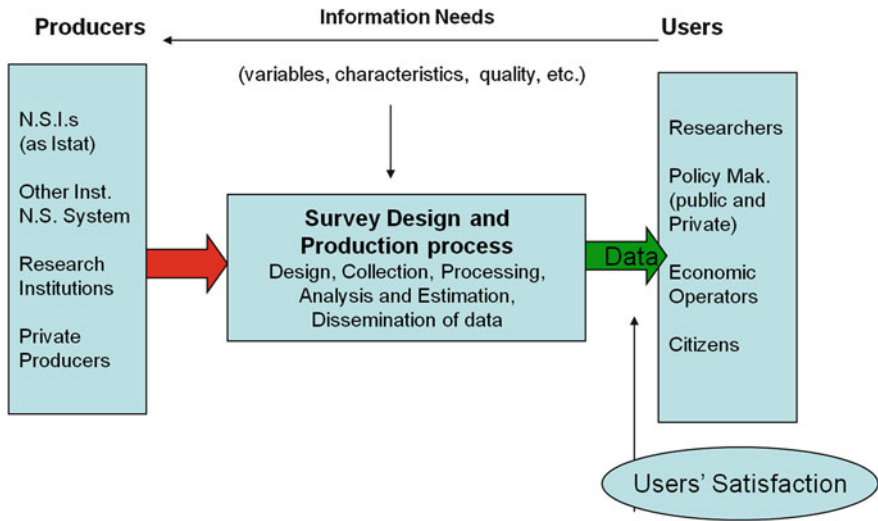 Information Needs
Producers
Users
(variables, characteristics, quality, etc.)
N.S.I.s
(as Istat)
Other Inst.
N.S. System
Research
Institutions
Private
Producers
Survey Design and
Production process
Design, Collection, Processing,
Analysis and Estimation,
Dissemination of data
Data
Researchers
Policy Mak.
(public and
Private)
Economic
Operators
Citizens
Users' Satisfaction